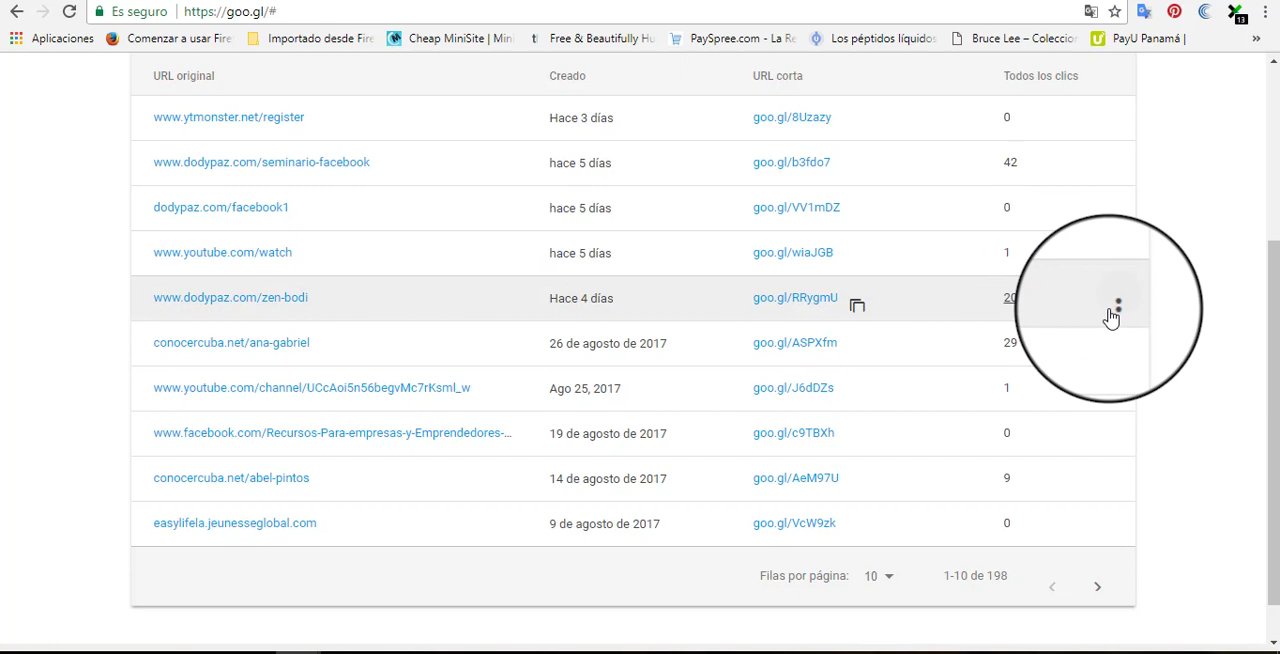 Es seguro https://goo.gl/#
13
Aplicaciones Comenzar a usar Fire Importado desde Fire Cheap MiniSite | Mini Free & Beautifully Hu PaySpree.com - La Re Los péptidos líquidos Bruce Lee – Coleccior PayU Panamá | »
URL original Creado URL corta Todos los clics
www.ytmonster.net/register Hace 3 días goo.gl/8Uzazy 0
www.dodypaz.com/seminario-facebook hace 5 días goo.gl/b3fdo7 42
dodypaz.com/facebook1 hace 5 días goo.gl/VV1mDZ 0
www.youtube.com/watch hace 5 días goo.gl/wiaJGB 1
www.dodypaz.com/zen-bodi Hace 4 días goo.gl/RRygmU 20
conocercuba.net/ana-gabriel 26 de agosto de 2017 goo.gl/ASPXfm 29
www.youtube.com/channel/UCcAoi5n56begvMc7rKsml_w Ago 25, 2017 goo.gl/J6dDZs 1
www.facebook.com/Recursos-Para-empresas-y-Emprendedores-... 19 de agosto de 2017 goo.gl/c9TBXh 0
conocercuba.net/abel-pintos 14 de agosto de 2017 goo.gl/AeM97U 9
easylifela.jeunesseglobal.com 9 de agosto de 2017 goo.gl/VcW9zk 0
Filas por página: 10 1-10 de 198